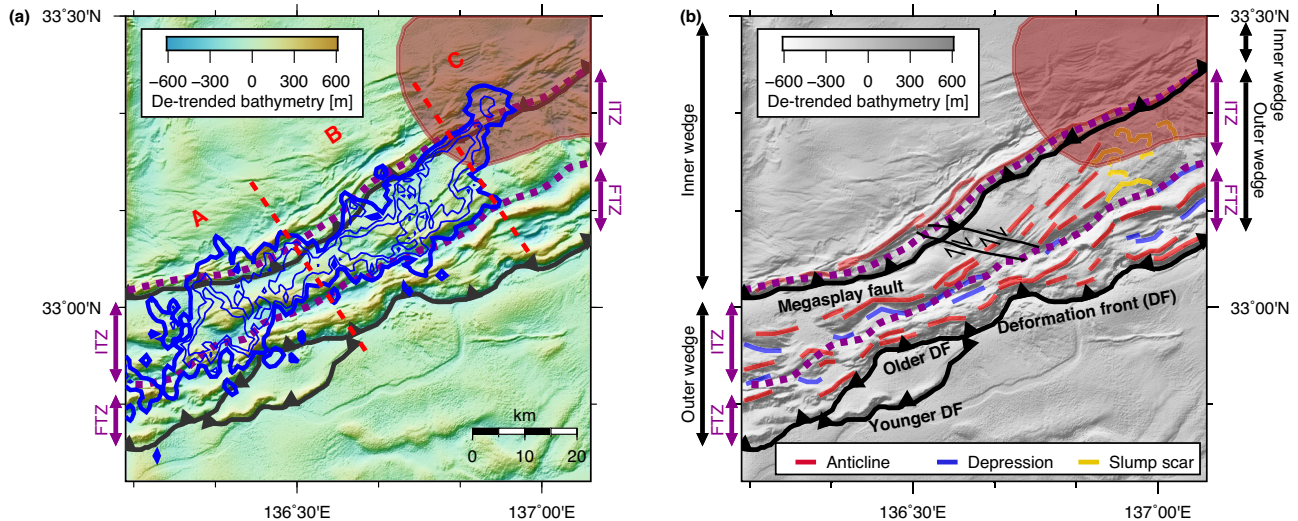 (a)
33°30'N
−600 −300 0 300 600
De-trended bathymetry [m]
A
B
C
ITZ
FTZ
33°00'N
ITZ
FTZ
km
0 10 20
136°30'E
137°00'E
(b)
33°30'N
−600 −300 0 300 600
De-trended bathymetry [m]
Inner wedge
Outer wedge
ITZ
FTZ
Inner wedge
Outer wedge
ITZ
FTZ
33°00'N
Megasplay fault
Deformation front (DF)
Older DF
Younger DF
Anticline
Depression
Slump scar
136°30'E
137°00'E